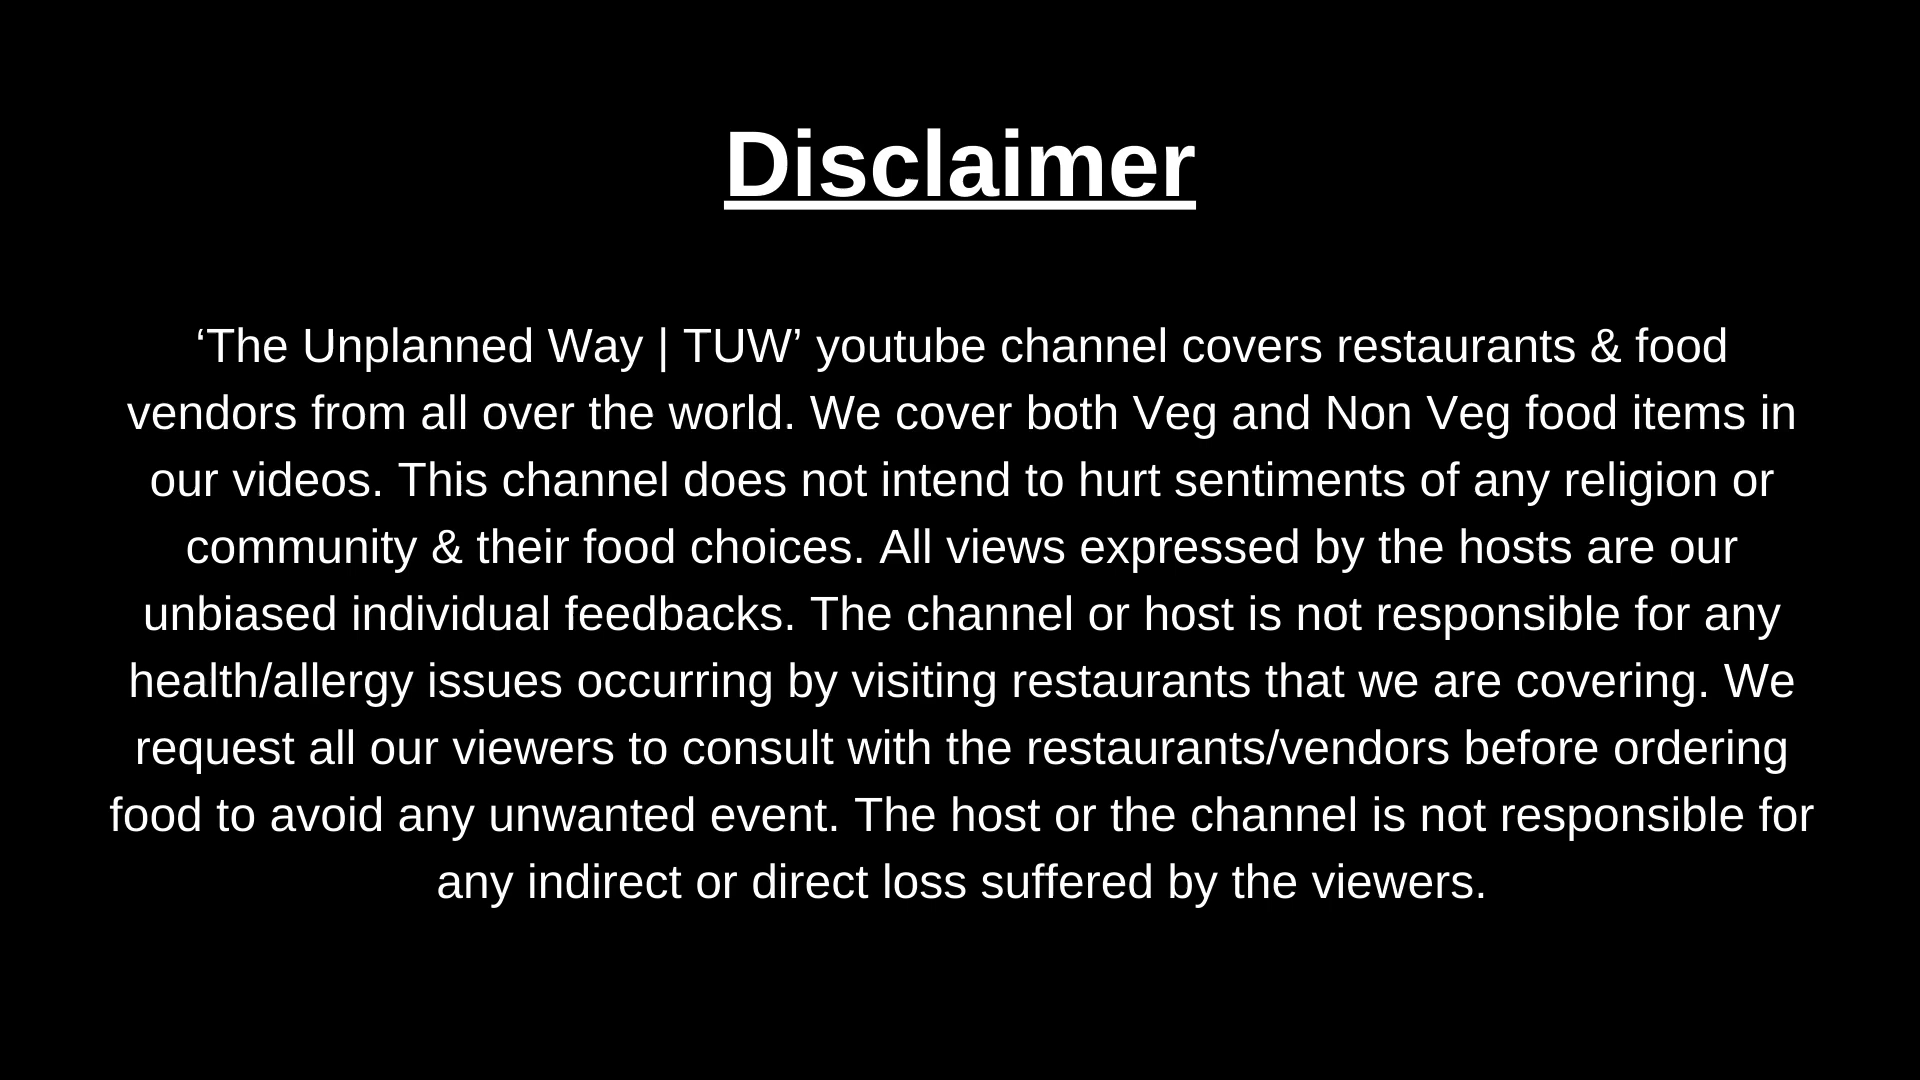 Disclaimer
‘The Unplanned Way | TUW’ youtube channel covers restaurants & food
vendors from all over the world. We cover both Veg and Non Veg food items in
our videos. This channel does not intend to hurt sentiments of any religion or
community & their food choices. All views expressed by the hosts are our
unbiased individual feedbacks. The channel or host is not responsible for any
health/allergy issues occurring by visiting restaurants that we are covering. We
request all our viewers to consult with the restaurants/vendors before ordering
food to avoid any unwanted event. The host or the channel is not responsible for
any indirect or direct loss suffered by the viewers.